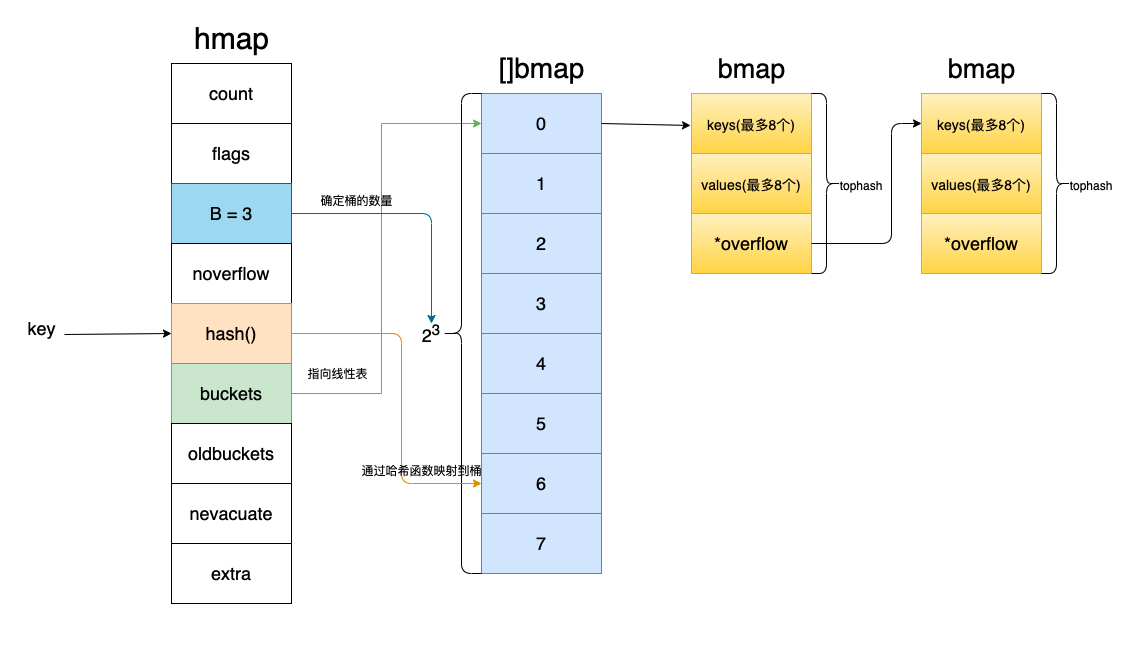 hmap
count
flags
B = 3
noverflow
hash()
buckets
oldbuckets
nevacuate
extra
key
确定桶的数量
指向线性表
通过哈希函数映射到桶
2³
[]bmap
0
1
2
3
4
5
6
7
bmap
keys(最多8个)
values(最多8个)
*overflow
tophash
bmap
keys(最多8个)
values(最多8个)
*overflow
tophash